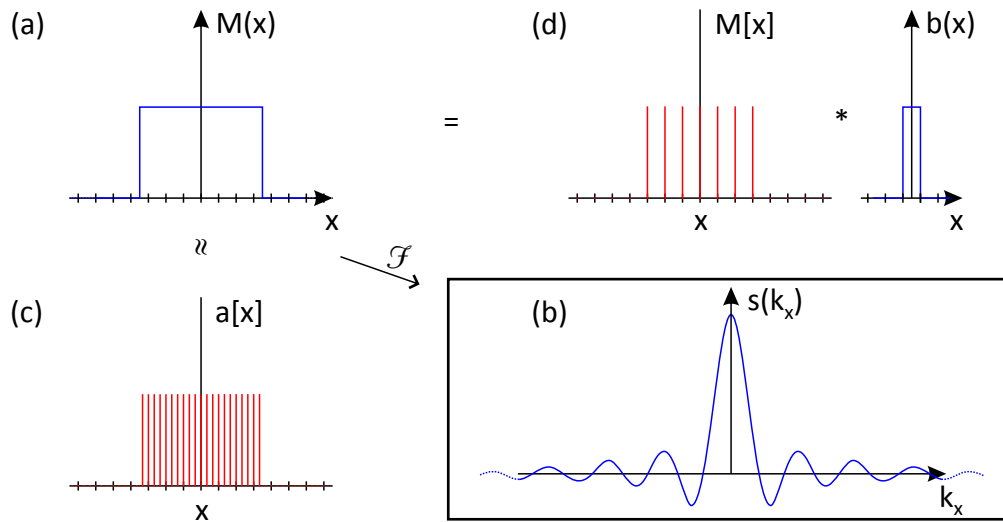 (a)
M(x)
x
=
(d)
M[x]
x
*
b(x)
x
≈
ℱ
(c)
a[x]
x
(b)
s(kₓ)
kₓ